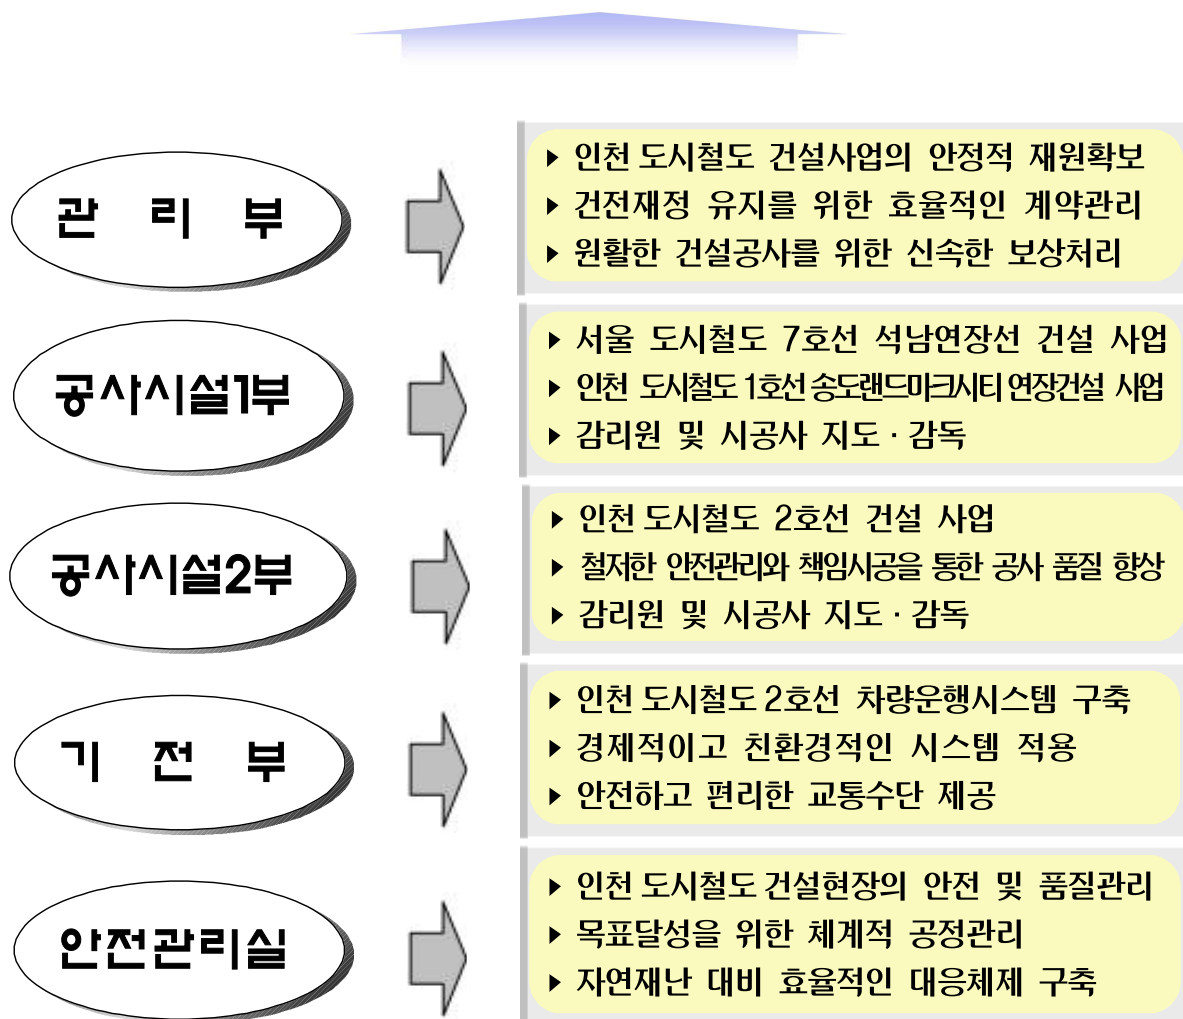 관 리 부
▸ 인천 도시철도 건설사업의 안정적 재원확보
▸ 건전재정 유지를 위한 효율적인 계약관리
▸ 원활한 건설공사를 위한 신속한 보상처리
공사시설1부
▸ 서울 도시철도 7호선 석남연장선 건설 사업
▸ 인천 도시철도 1호선 송도랜드마크시티 연장건설 사업
▸ 감리원 및 시공사 지도·감독
공사시설2부
▸ 인천 도시철도 2호선 건설 사업
▸ 철저한 안전관리와 책임시공을 통한 공사 품질 향상
▸ 감리원 및 시공사 지도·감독
기 전 부
▸ 인천 도시철도 2호선 차량운행시스템 구축
▸ 경제적이고 친환경적인 시스템 적용
▸ 안전하고 편리한 교통수단 제공
안전관리실
▸ 인천 도시철도 건설현장의 안전 및 품질관리
▸ 목표달성을 위한 체계적 공정관리
▸ 자연재난 대비 효율적인 대응체제 구축